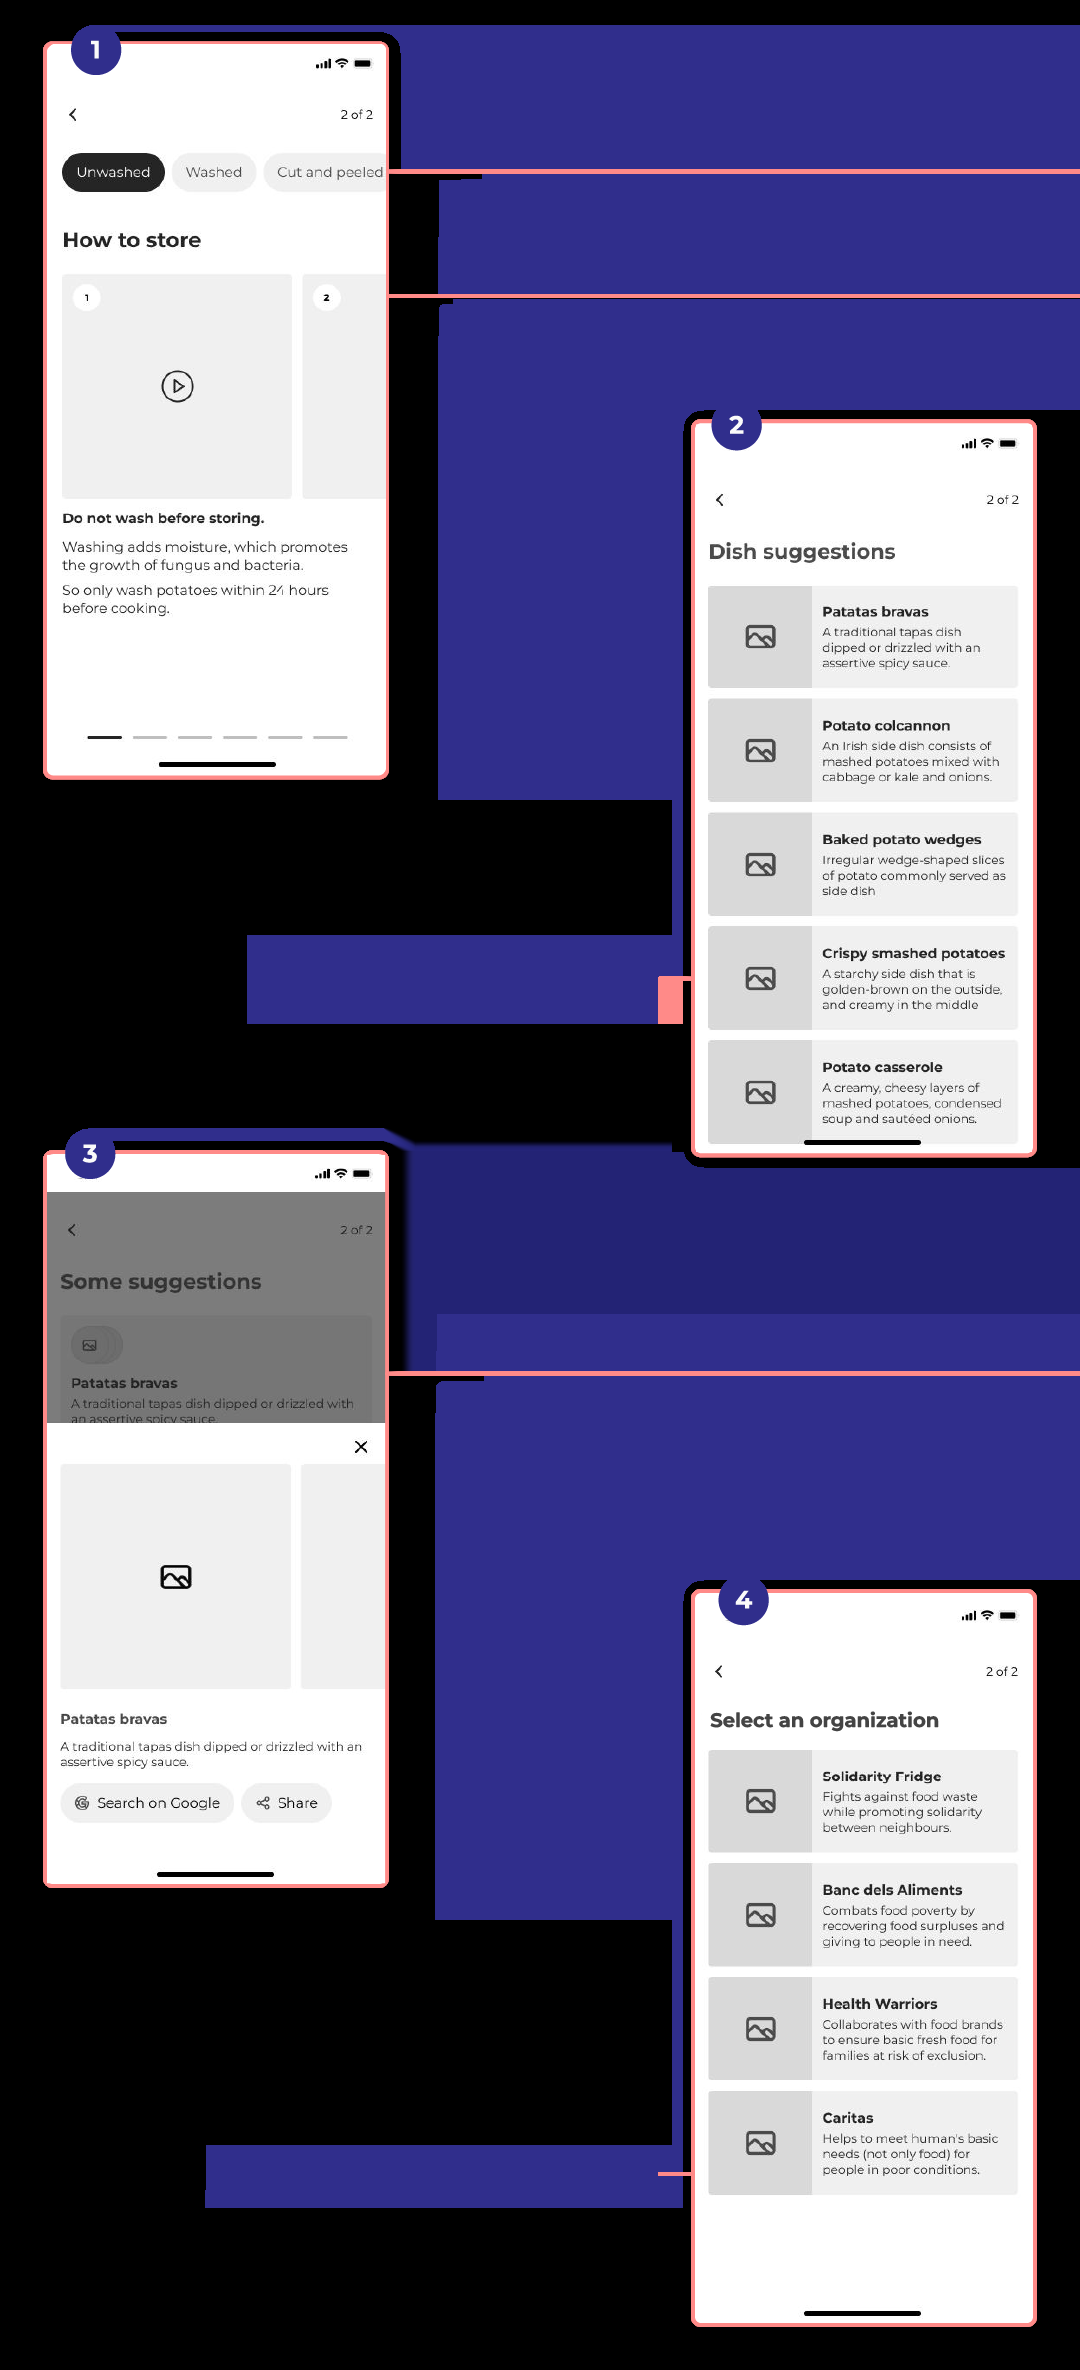 1
2 of 2
Unwashed
Washed
Cut and peeled
How to store
1
2
Do not wash before storing.
Washing adds moisture, which promotes
the growth of fungus and bacteria.
So only wash potatoes within 24 hours
before cooking.
2
2 of 2
Dish suggestions
Patatas bravas
A traditional tapas dish
dipped or drizzled with an
assertive spicy sauce.
Potato colcannon
An Irish side dish consists of
mashed potatoes mixed with
cabbage or kale and onions.
Baked potato wedges
Irregular wedge-shaped slices
of potato commonly served as
side dish
Crispy smashed potatoes
A starchy side dish that is
golden-brown on the outside,
and creamy in the middle
Potato casserole
A creamy, cheesy layers of
mashed potatoes, condensed
soup and sautéed onions.
3
2 of 2
Some suggestions
Patatas bravas
A traditional tapas dish dipped or drizzled with
an assertive spicy sauce.
Patatas bravas
A traditional tapas dish dipped or drizzled with an
assertive spicy sauce.
Search on Google
Share
4
2 of 2
Select an organization
Solidarity Fridge
Fights against food waste
while promoting solidarity
between neighbours.
Banc dels Aliments
Combats food poverty by
recovering food surpluses and
giving to people in need.
Health Warriors
Collaborates with food brands
to ensure basic fresh food for
families at risk of exclusion.
Caritas
Helps to meet human's basic
needs (not only food) for
people in poor conditions.